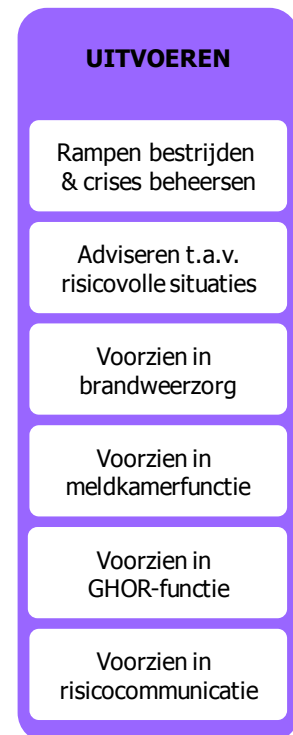 UITVOEREN
Rampen bestrijden
& crises beheersen
Adviseren t.a.v.
risicovolle situaties
Voorzien in
brandweerzorg
Voorzien in
meldkamerfunctie
Voorzien in
GHOR-functie
Voorzien in
risicocommunicatie